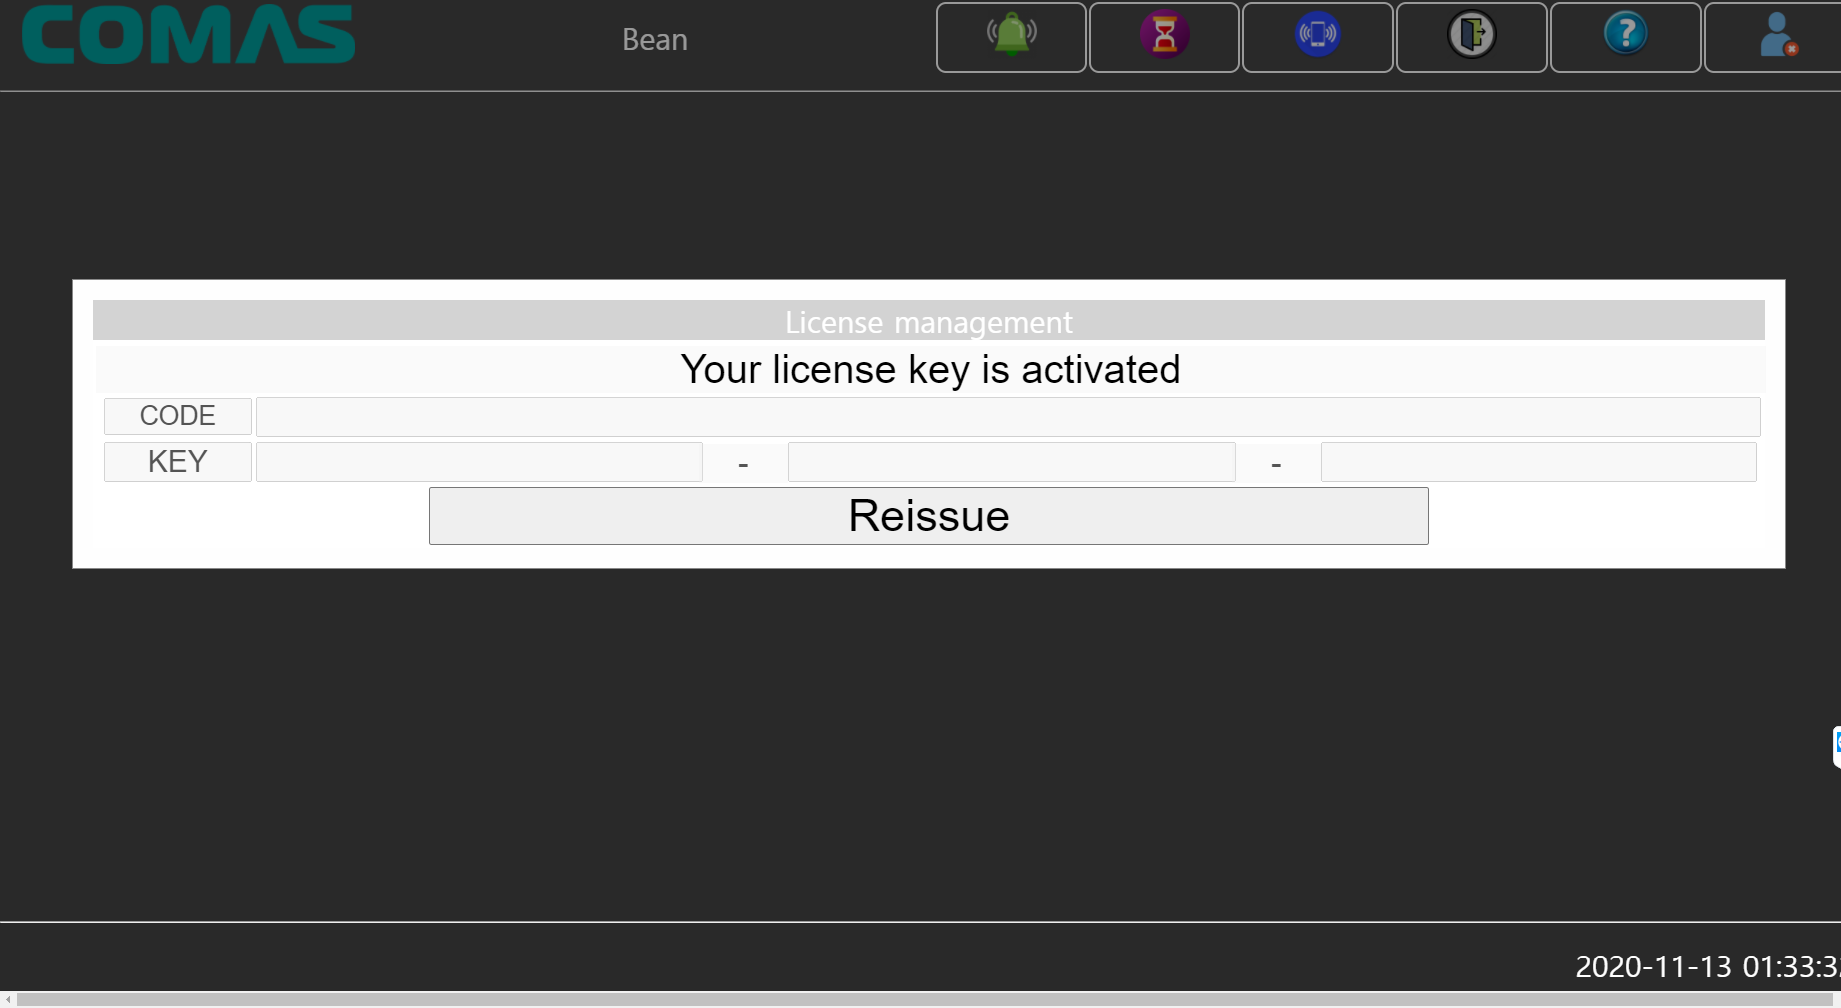 COMAS
Bean
License management
Your license key is activated
CODE
KEY - -
Reissue
2020-11-13 01:33:3